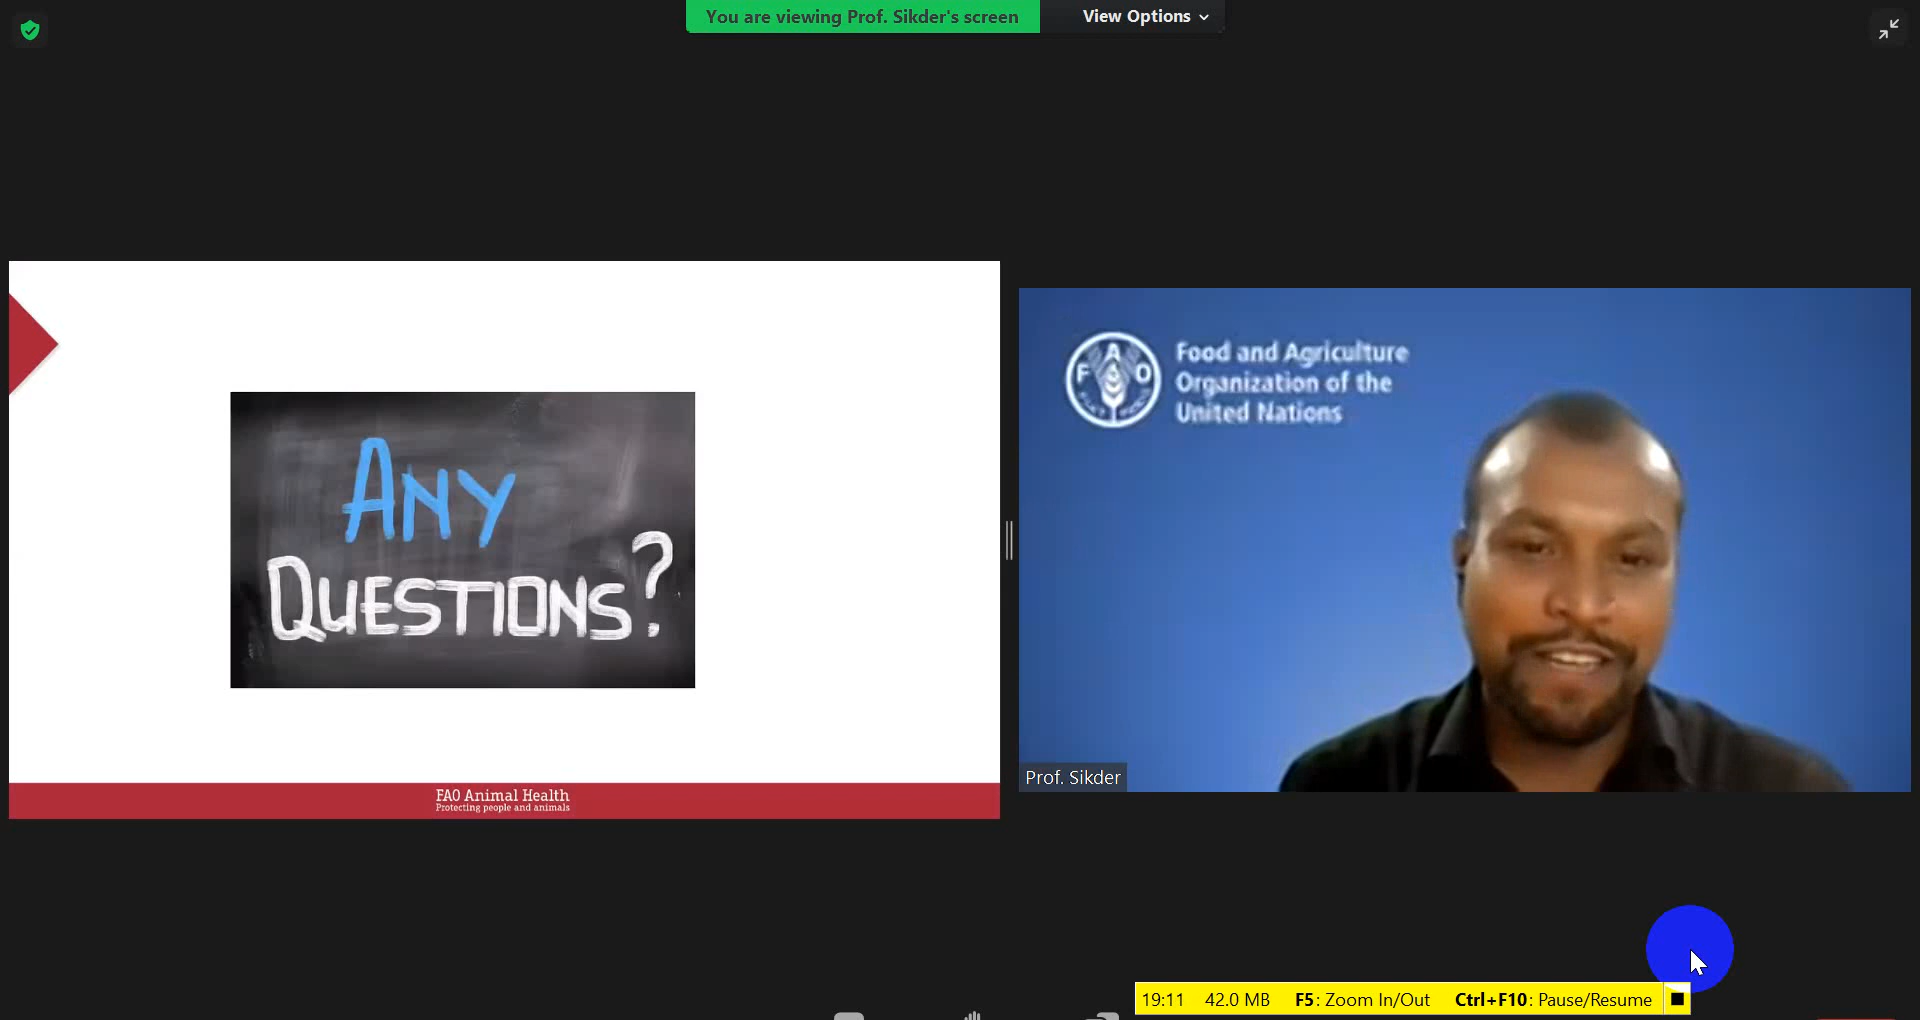 You are viewing Prof. Sikder's screen
View Options
ANY
QUESTIONS?
FAO Animal Health
Protecting people and animals
F A O
Food and Agriculture
Organization of the
United Nations
Prof. Sikder
19:11 42.0 MB F5: Zoom In/Out Ctrl+F10: Pause/Resume